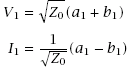 V₁ = √Z₀ (a₁ + b₁)
I₁ = 1/√Z₀ (a₁ − b₁)